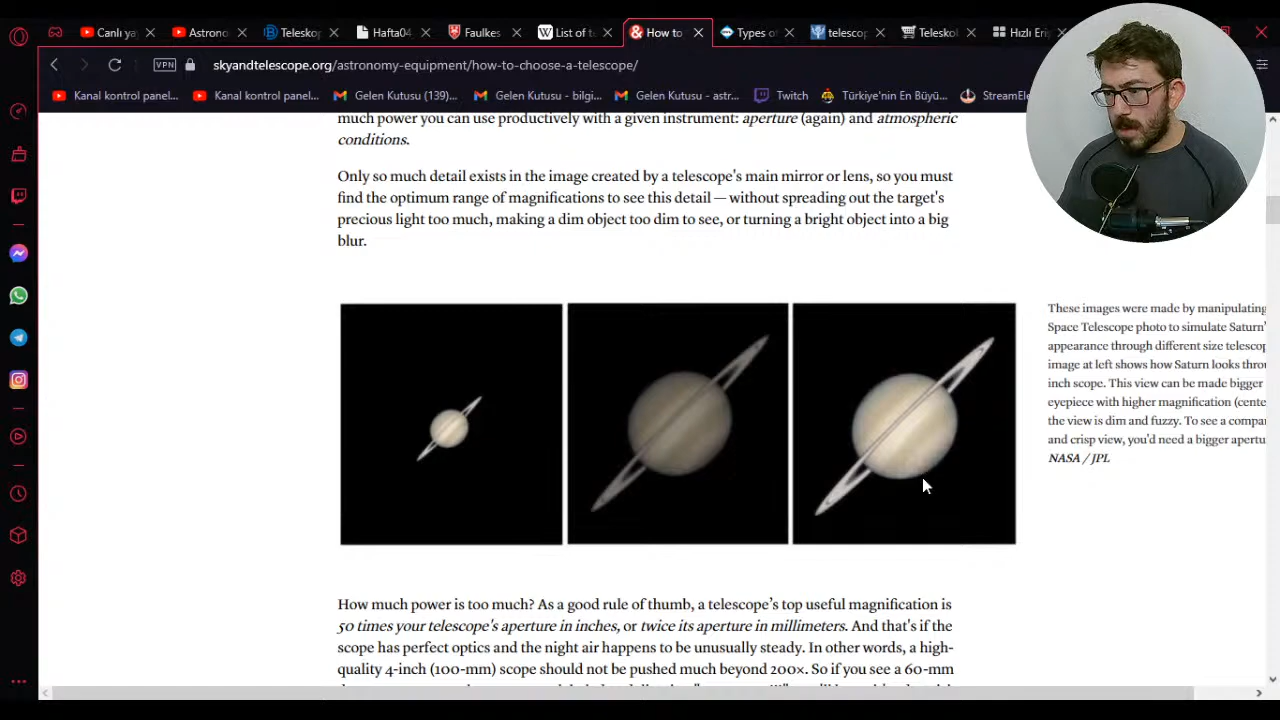 Canlı ya
Astrono
Teleskop
Hafta04
Faulkes
List of t
How to
Types o
telescop
Teleskol
Hızlı Eri
VPN
skyandtelescope.org/astronomy-equipment/how-to-choose-a-telescope/
Kanal kontrol panel...
Kanal kontrol panel...
Gelen Kutusu (139)...
Gelen Kutusu - bilgi...
Gelen Kutusu - astr...
Twitch
Türkiye'nin En Büyü...
StreamEle
much power you can use productively with a given instrument: aperture (again) and atmospheric
conditions.
Only so much detail exists in the image created by a telescope's main mirror or lens, so you must
find the optimum range of magnifications to see this detail — without spreading out the target's
precious light too much, making a dim object too dim to see, or turning a bright object into a big
blur.
These images were made by manipulating
Space Telescope photo to simulate Saturn'
appearance through different size telescop
image at left shows how Saturn looks throu
inch scope. This view can be made bigger
eyepiece with higher magnification (cente
the view is dim and fuzzy. To see a compa
and crisp view, you'd need a bigger apertu
NASA / JPL
How much power is too much? As a good rule of thumb, a telescope's top useful magnification is
50 times your telescope's aperture in inches, or twice its aperture in millimeters. And that's if the
scope has perfect optics and the night air happens to be unusually steady. In other words, a high-
quality 4-inch (100-mm) scope should not be pushed much beyond 200×. So if you see a 60-mm